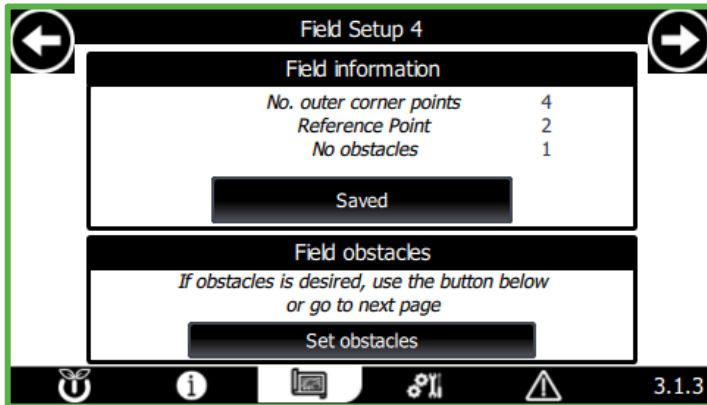 Field Setup 4
Field information
No. outer corner points 4
Reference Point 2
No obstacles 1
Saved
Field obstacles
If obstacles is desired, use the button below
or go to next page
Set obstacles
3.1.3